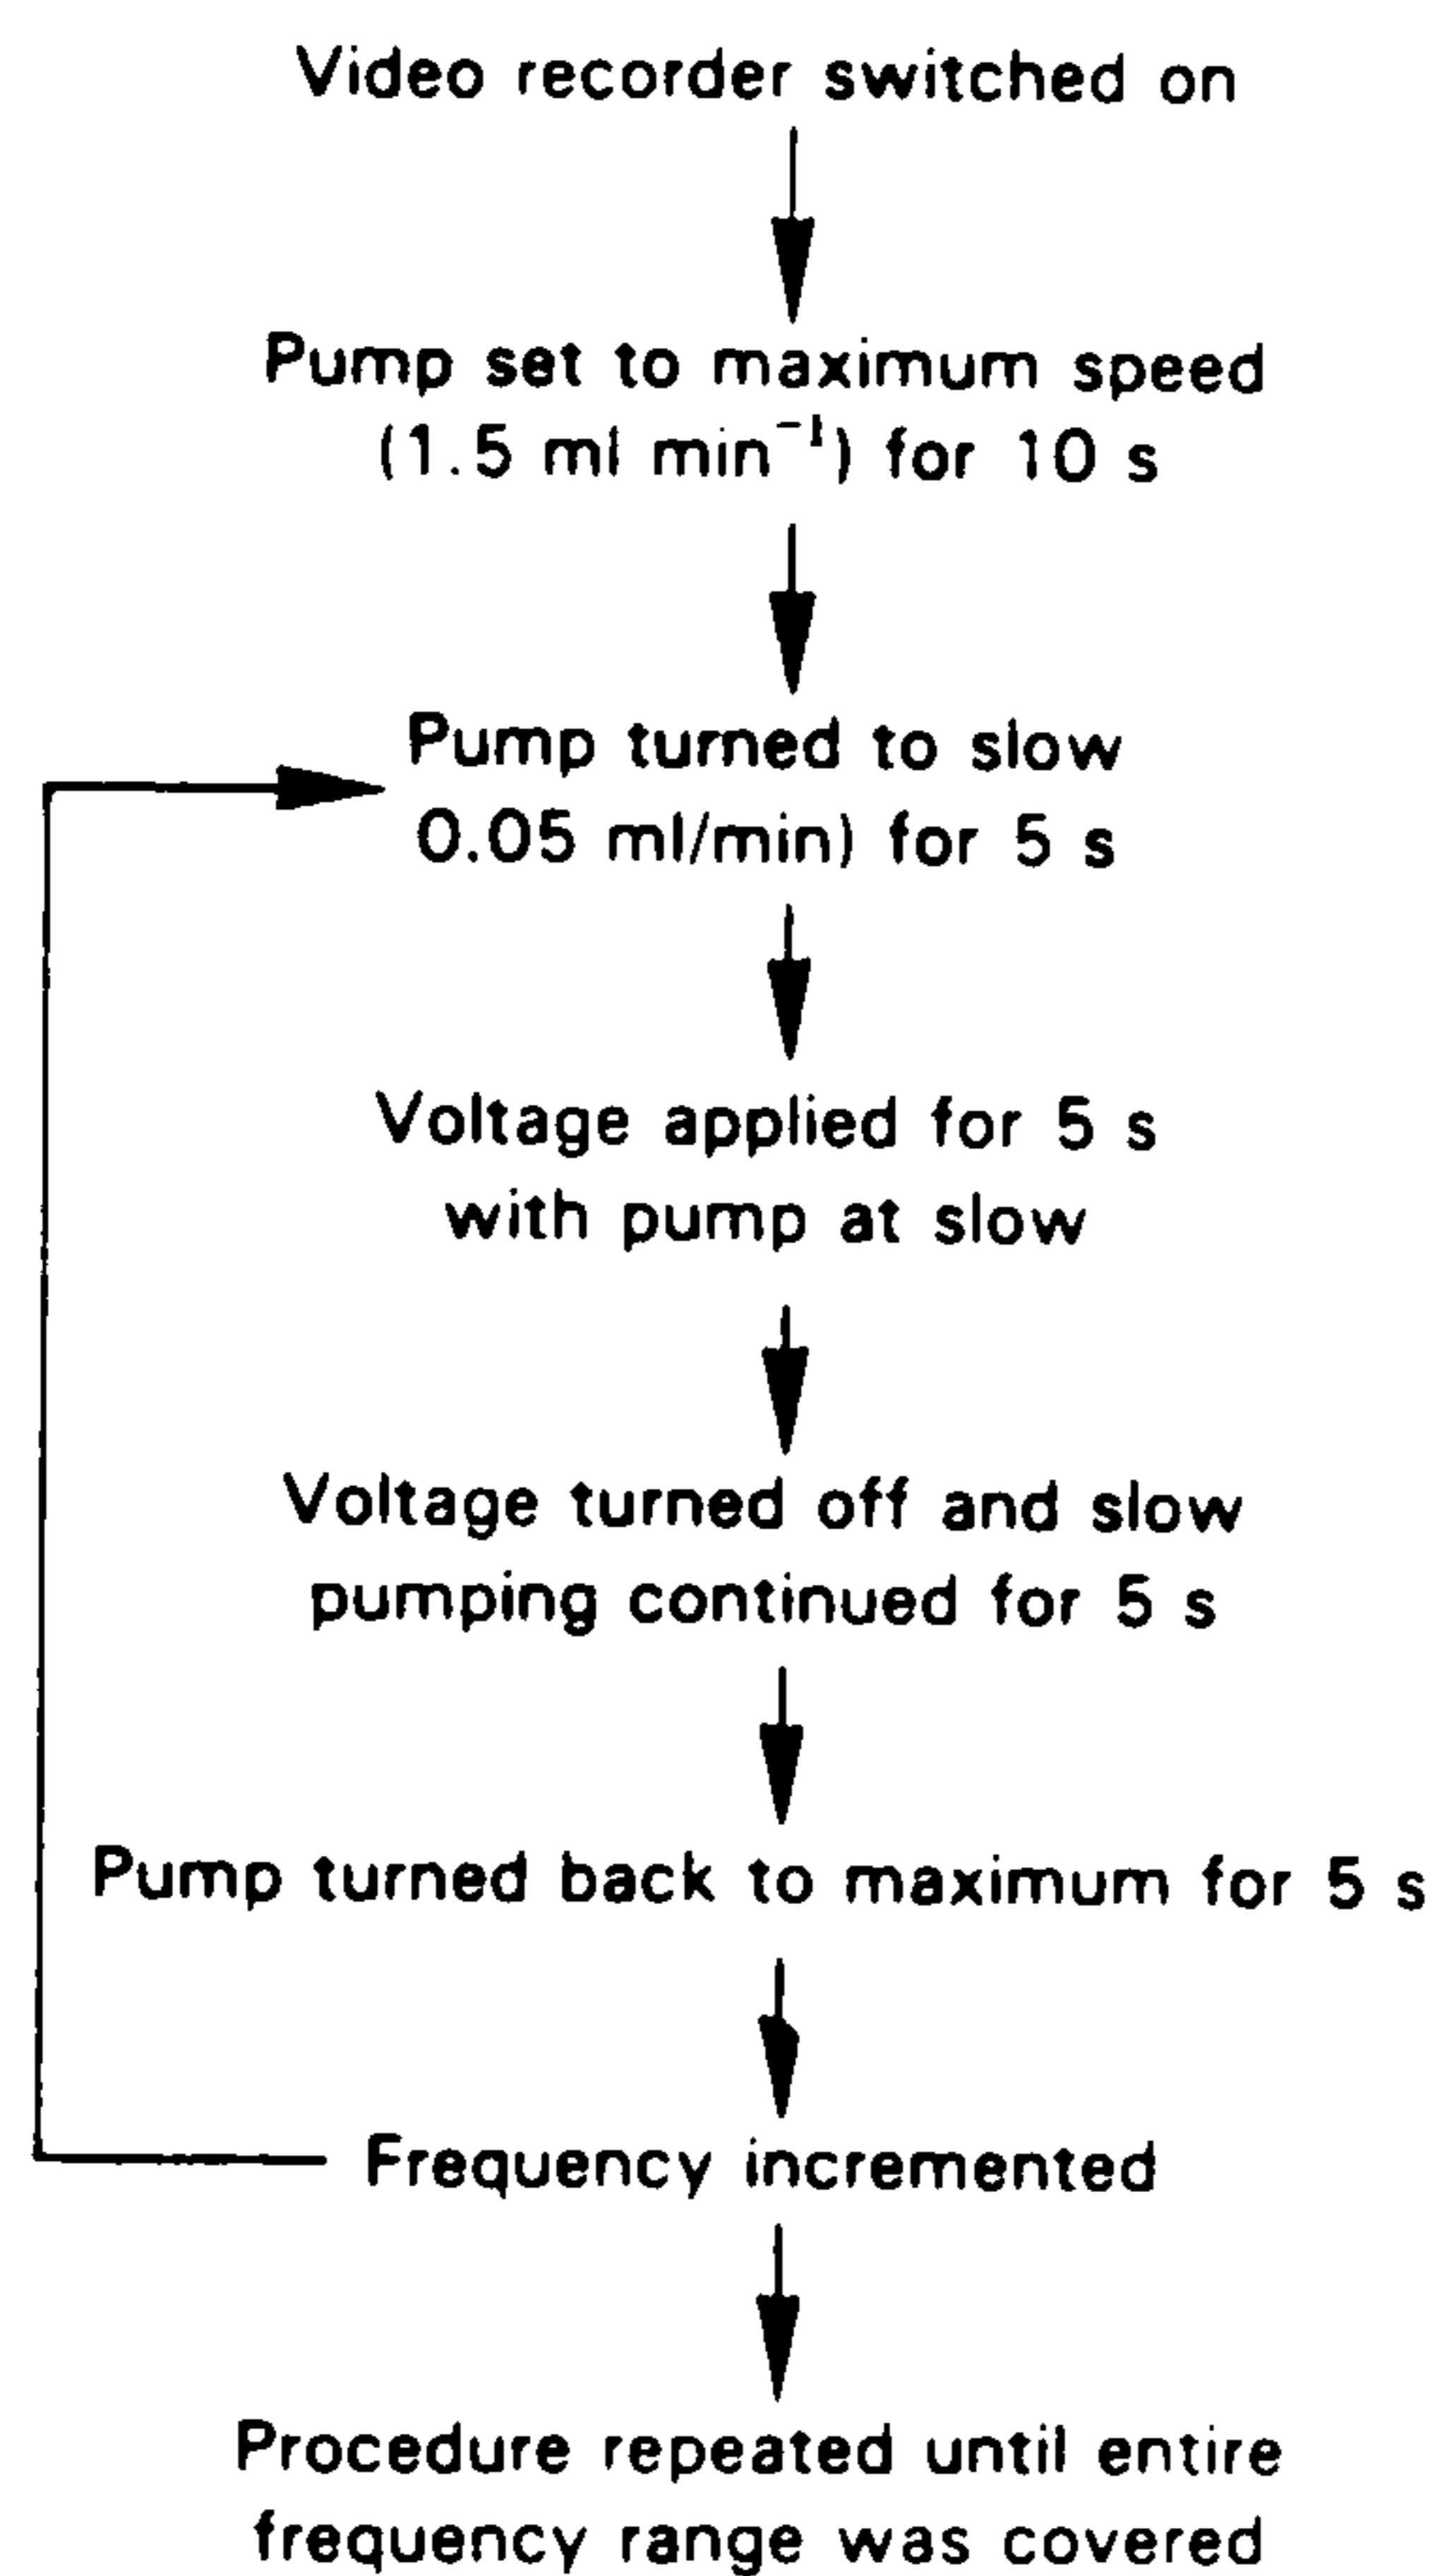 Video recorder switched on
Pump set to maximum speed
(1.5 ml min⁻¹) for 10 s
Pump turned to slow
0.05 ml/min) for 5 s
Voltage applied for 5 s
with pump at slow
Voltage turned off and slow
pumping continued for 5 s
Pump turned back to maximum for 5 s
Frequency incremented
Procedure repeated until entire
frequency range was covered